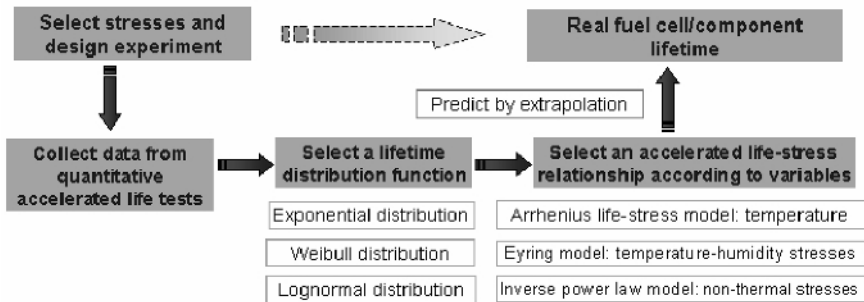 Select stresses and
design experiment
Real fuel cell/component
lifetime
Predict by extrapolation
Collect data from
quantitative
accelerated life tests
Select a lifetime
distribution function
Select an accelerated life-stress
relationship according to variables
Exponential distribution
Weibull distribution
Lognormal distribution
Arrhenius life-stress model: temperature
Eyring model: temperature-humidity stresses
Inverse power law model: non-thermal stresses